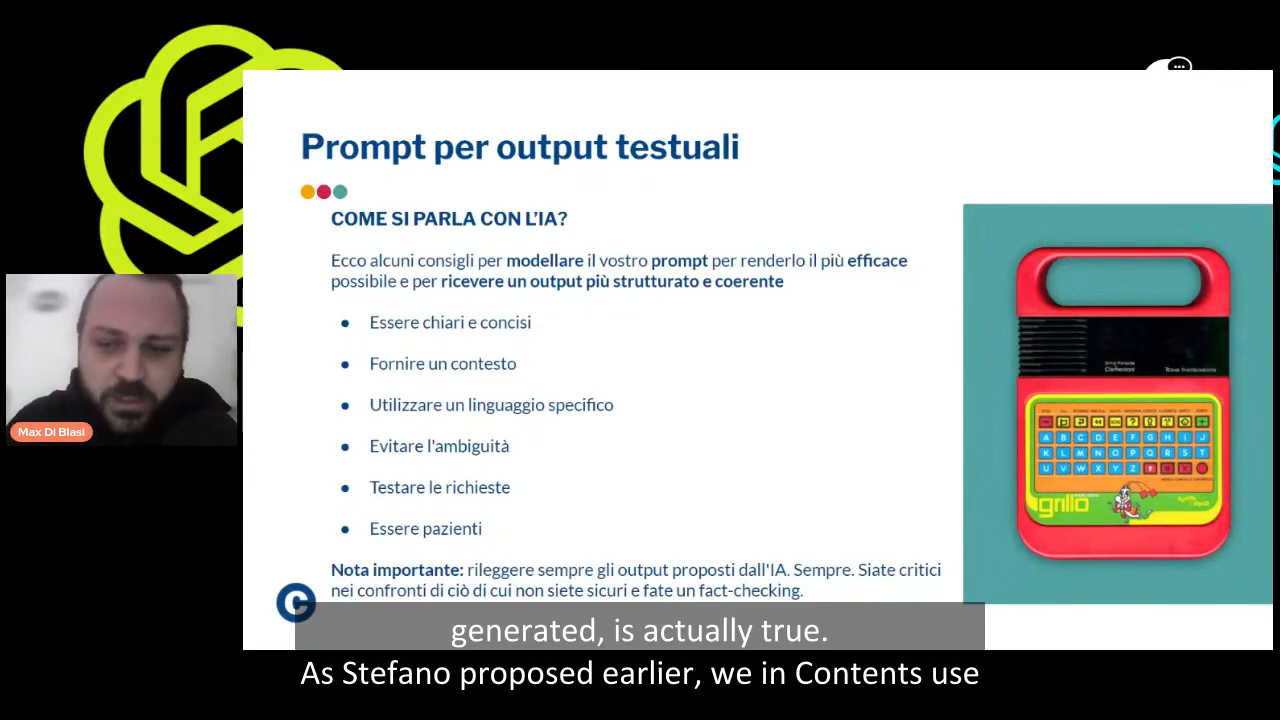 Prompt per output testuali
COME SI PARLA CON L'IA?
Ecco alcuni consigli per modellare il vostro prompt per renderlo il più efficace
possibile e per ricevere un output più strutturato e coerente
● Essere chiari e concisi
● Fornire un contesto
● Utilizzare un linguaggio specifico
● Evitare l'ambiguità
● Testare le richieste
● Essere pazienti
Nota importante: rileggere sempre gli output proposti dall'IA. Sempre. Siate critici
nei confronti di ciò di cui non siete sicuri e fate un fact-checking.
C
Max Di Blasi
Clementoni
TEXAS INSTRUMENTS
A B C D E F G H I J
K L M N O P Q R S T
U V W X Y Z
grillo
generated, is actually true.
As Stefano proposed earlier, we in Contents use